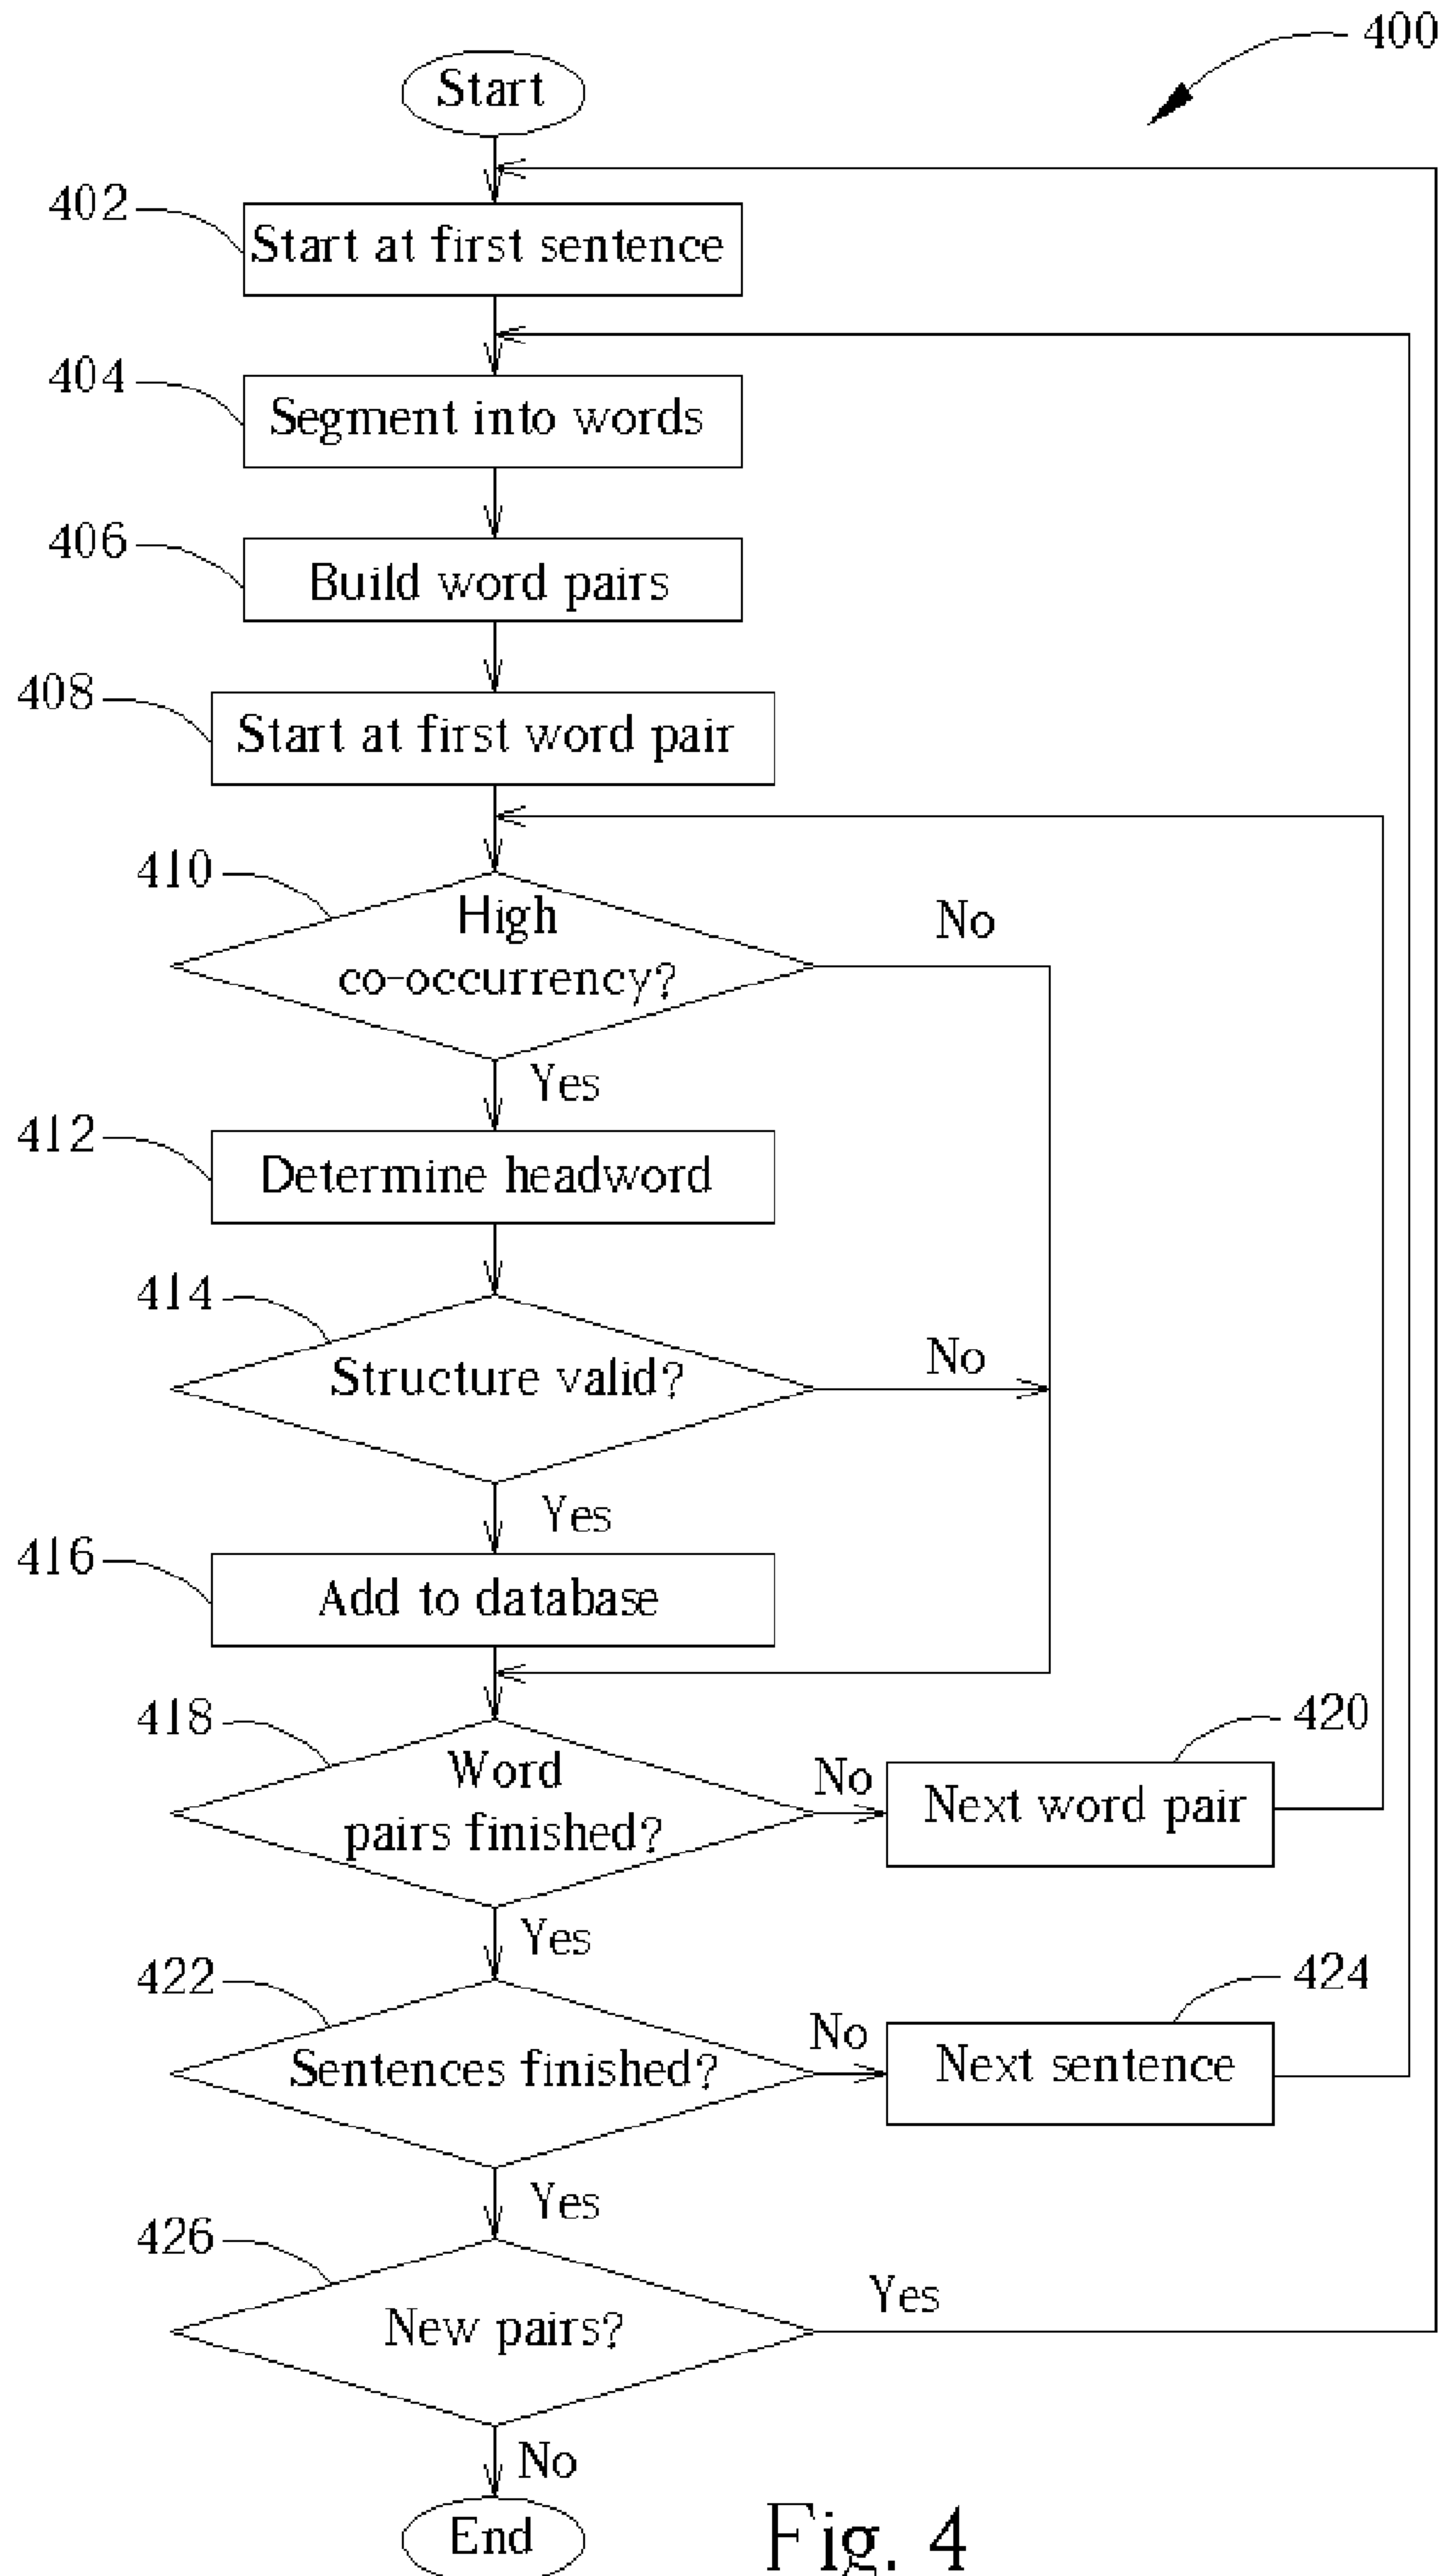 400
Start
402
Start at first sentence
404
Segment into words
406
Build word pairs
408
Start at first word pair
410
High
co-occurrency?
No
Yes
412
Determine headword
414
Structure valid?
No
Yes
416
Add to database
418
Word
pairs finished?
No
420
Next word pair
Yes
422
Sentences finished?
No
424
Next sentence
Yes
426
New pairs?
Yes
No
End
Fig. 4